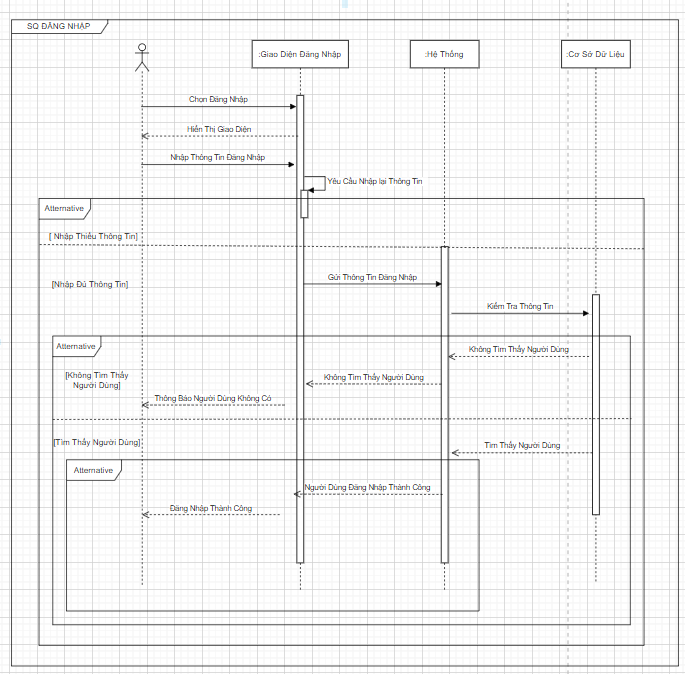 SQ ĐĂNG NHẬP
:Giao Diện Đăng Nhập
:Hệ Thống
:Cơ Sở Dữ Liệu
Chọn Đăng Nhập
Hiển Thị Giao Diện
Nhập Thông Tin Đăng Nhập
Yêu Cầu Nhập lại Thông Tin
Atternative
[ Nhập Thiếu Thông Tin]
[Nhập Đủ Thông Tin]
Gửi Thông Tin Đăng Nhập
Kiểm Tra Thông Tin
Atternative
Không Tìm Thấy Người Dùng
[Không Tìm Thấy
Người Dùng]
Không Tìm Thấy Người Dùng
Thông Báo Người Dùng Không Có
[Tìm Thấy Người Dùng]
Tìm Thấy Người Dùng
Atternative
Người Dùng Đăng Nhập Thành Công
Đăng Nhập Thành Công